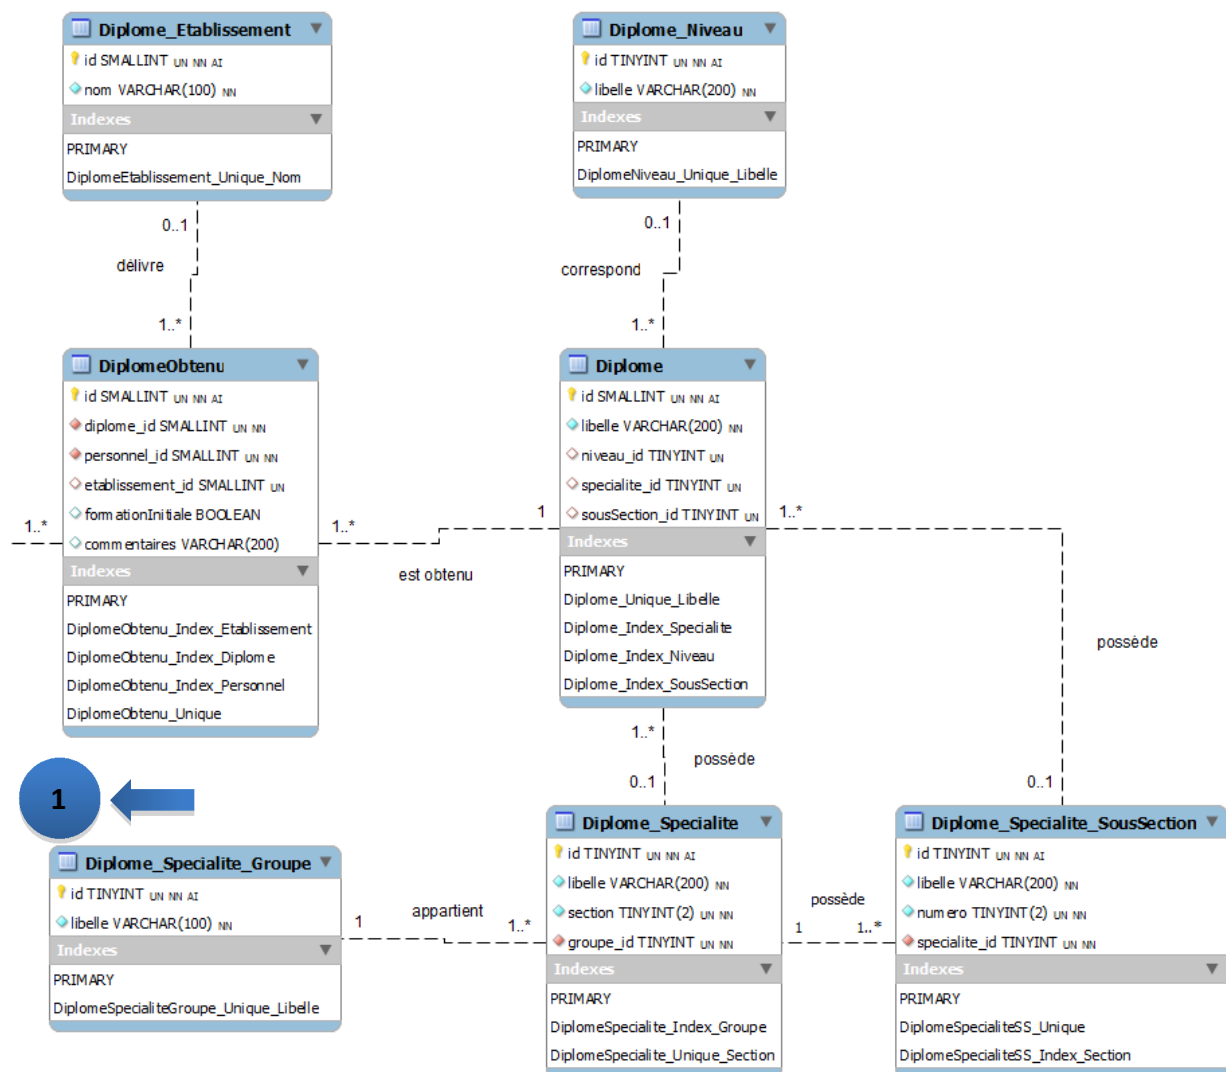 Diplome_Etablissement
id SMALLINT UN NN AI
nom VARCHAR(100) NN
Indexes
PRIMARY
DiplomeEtablissement_Unique_Nom
Diplome_Niveau
id TINYINT UN NN AI
libelle VARCHAR(200) NN
Indexes
PRIMARY
DiplomeNiveau_Unique_Libelle
0..1
délivre
1..*
0..1
correspond
1..*
DiplomeObtenu
id SMALLINT UN NN AI
diplome_id SMALLINT UN NN
personnel_id SMALLINT UN NN
etablissement_id SMALLINT UN
formationInitiale BOOLEAN
commentaires VARCHAR(200)
Indexes
PRIMARY
DiplomeObtenu_Index_Etablissement
DiplomeObtenu_Index_Diplome
DiplomeObtenu_Index_Personnel
DiplomeObtenu_Unique
1..*
1..*
est obtenu
1
Diplome
id SMALLINT UN NN AI
libelle VARCHAR(200) NN
niveau_id TINYINT UN
specialite_id TINYINT UN
sousSection_id TINYINT UN
Indexes
PRIMARY
Diplome_Unique_Libelle
Diplome_Index_Specialite
Diplome_Index_Niveau
Diplome_Index_SousSection
1..*
possède
0..1
1..*
possède
0..1
1
Diplome_Specialite_Groupe
id TINYINT UN NN AI
libelle VARCHAR(100) NN
Indexes
PRIMARY
DiplomeSpecialiteGroupe_Unique_Libelle
1
appartient
1..*
Diplome_Specialite
id TINYINT UN NN AI
libelle VARCHAR(200) NN
section TINYINT(2) UN NN
groupe_id TINYINT UN NN
Indexes
PRIMARY
DiplomeSpecialite_Index_Groupe
DiplomeSpecialite_Unique_Section
possède
1
1..*
Diplome_Specialite_SousSection
id TINYINT UN NN AI
libelle VARCHAR(200) NN
numero TINYINT(2) UN NN
specialite_id TINYINT UN NN
Indexes
PRIMARY
DiplomeSpecialiteSS_Unique
DiplomeSpecialiteSS_Index_Section